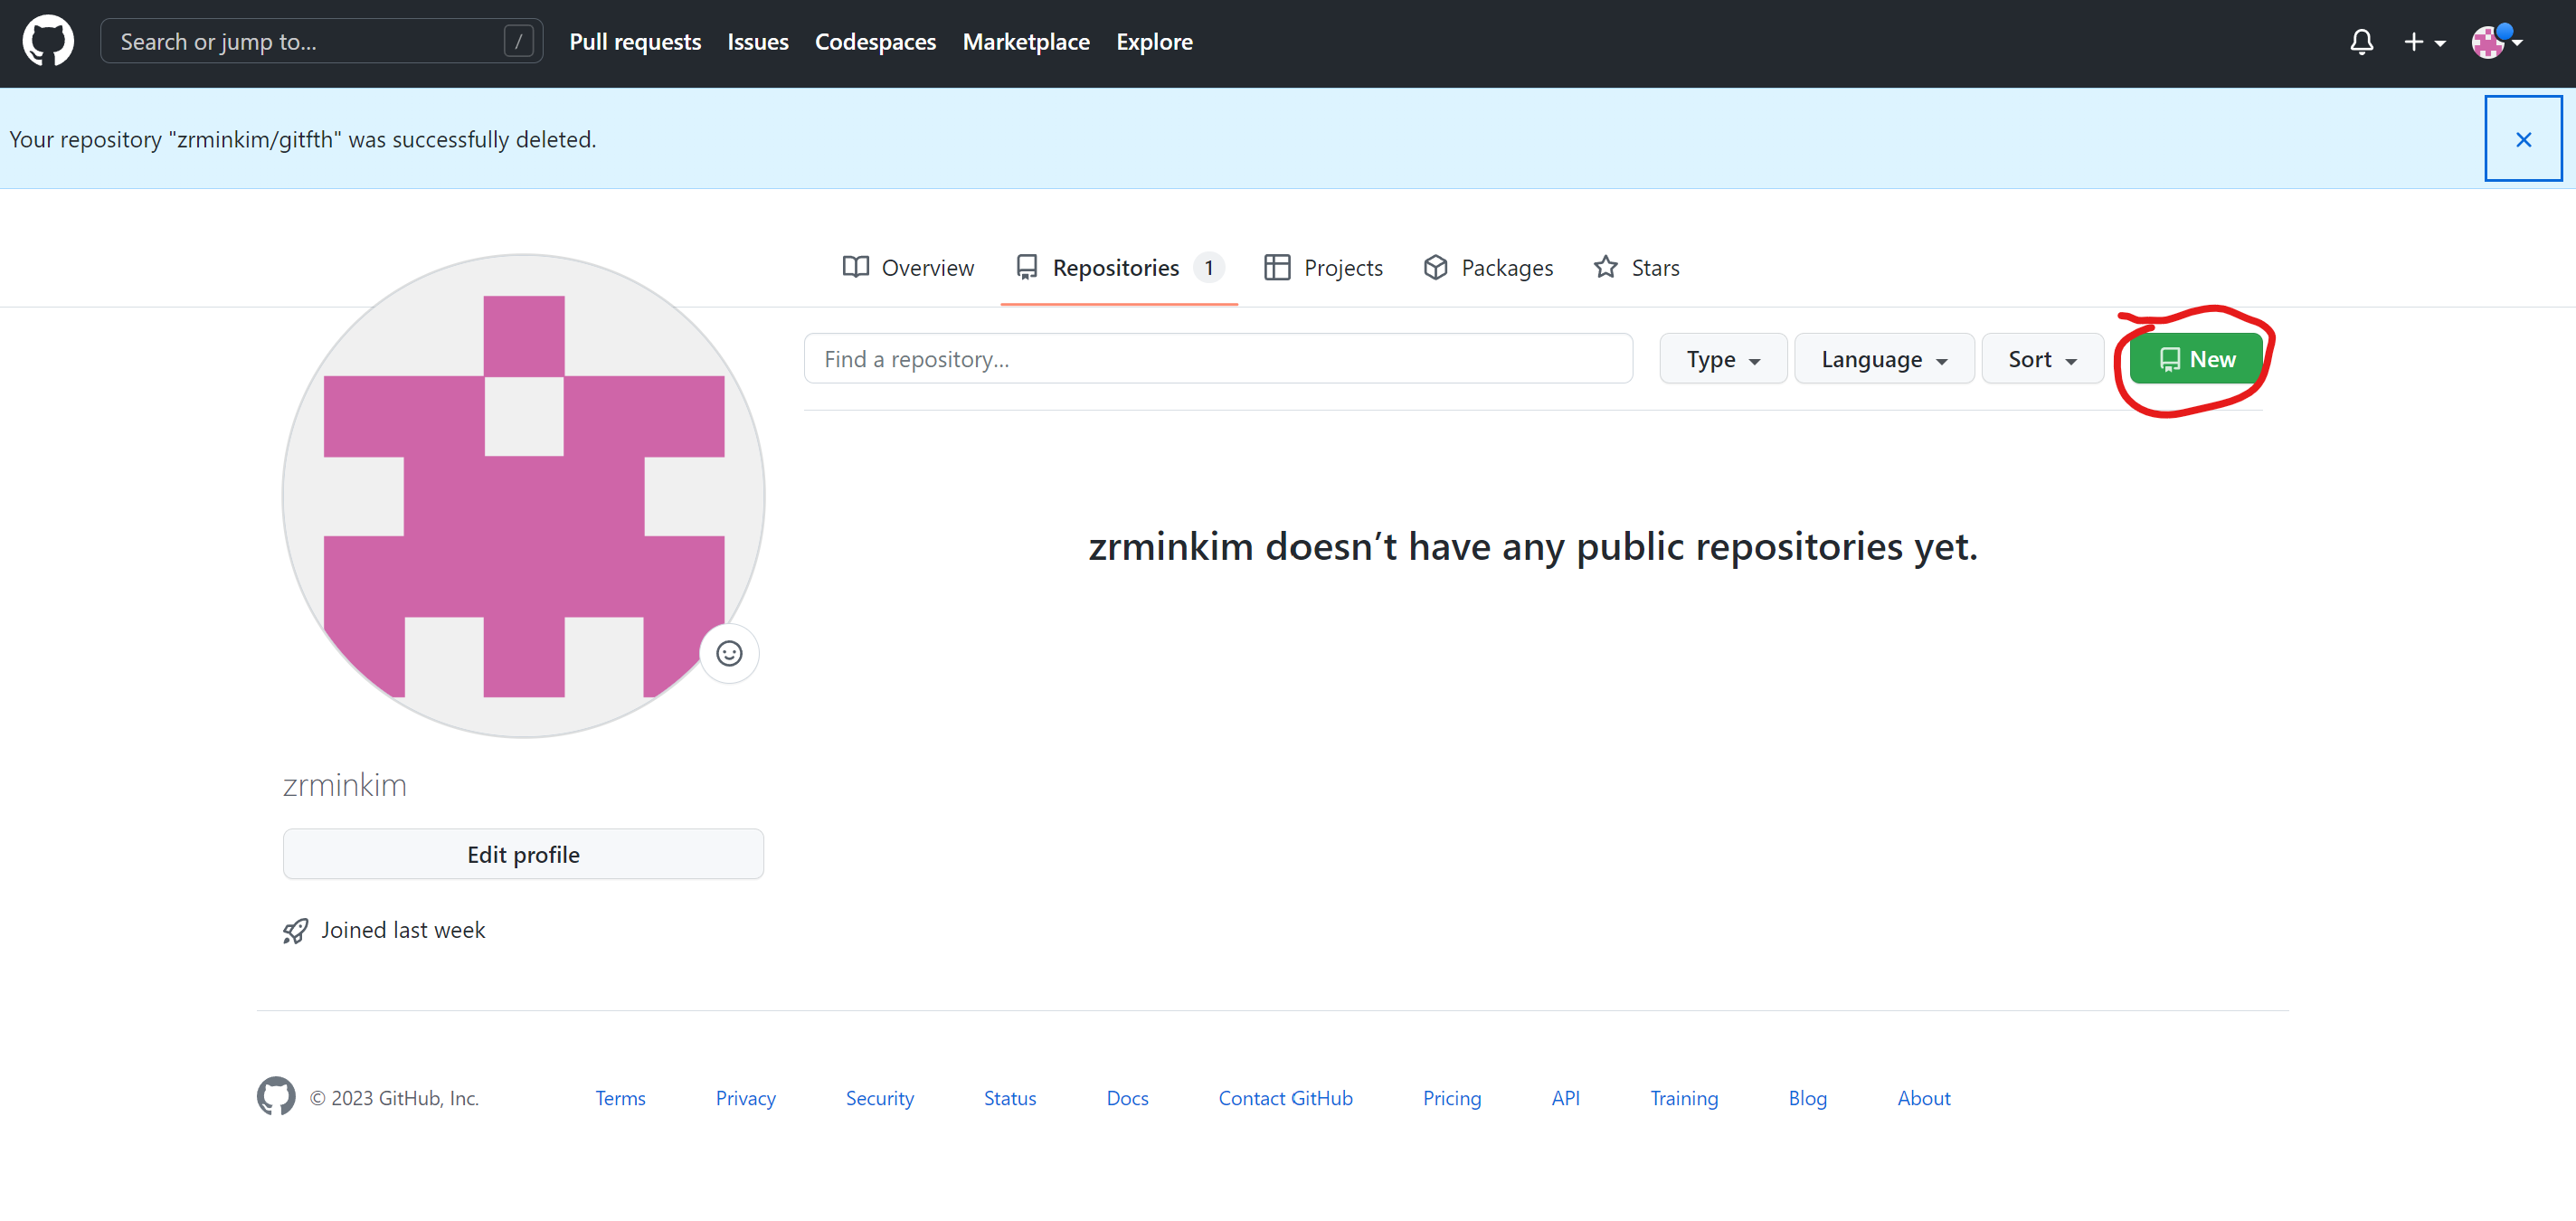 Search or jump to... /
Pull requests Issues Codespaces Marketplace Explore
Your repository "zrminkim/gitfth" was successfully deleted.
Overview Repositories 1 Projects Packages Stars
Find a repository... Type Language Sort New
zrminkim doesn’t have any public repositories yet.
zrminkim
Edit profile
Joined last week
© 2023 GitHub, Inc. Terms Privacy Security Status Docs Contact GitHub Pricing API Training Blog About